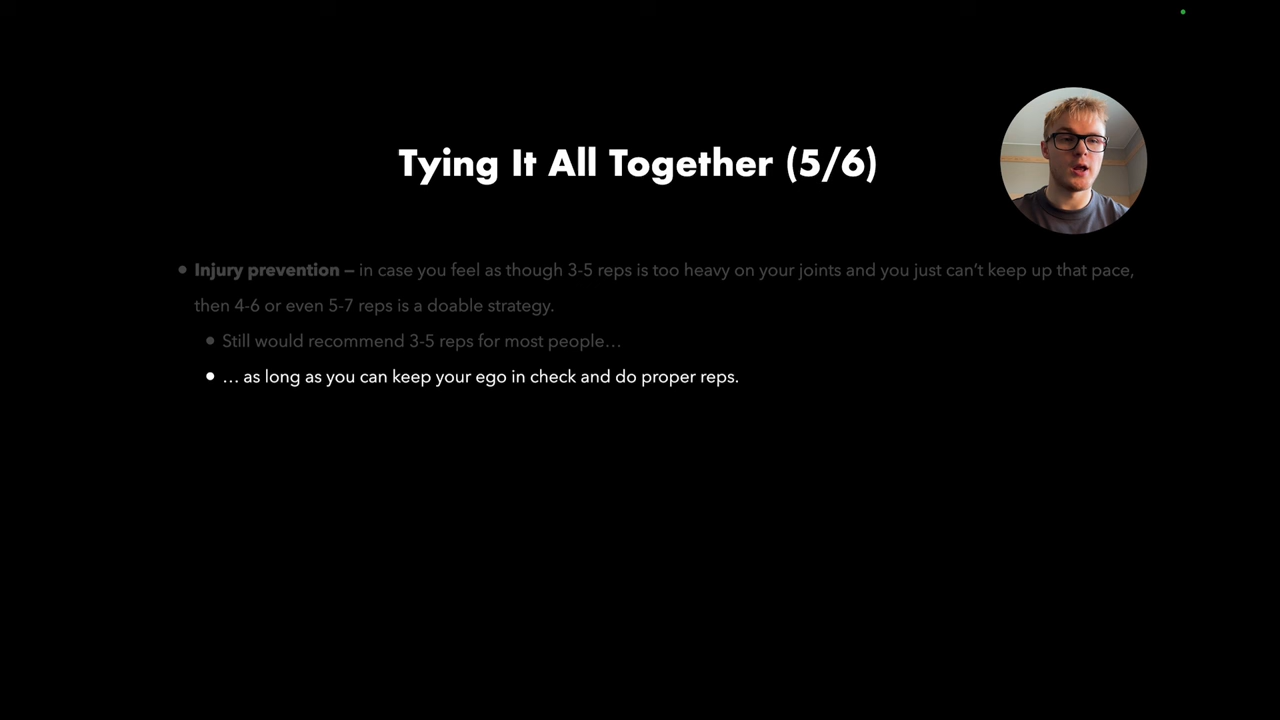 Tying It All Together (5/6)
• Injury prevention – in case you feel as though 3-5 reps is too heavy on your joints and you just can’t keep up that pace,
then 4-6 or even 5-7 reps is a doable strategy.
• Still would recommend 3-5 reps for most people…
• … as long as you can keep your ego in check and do proper reps.